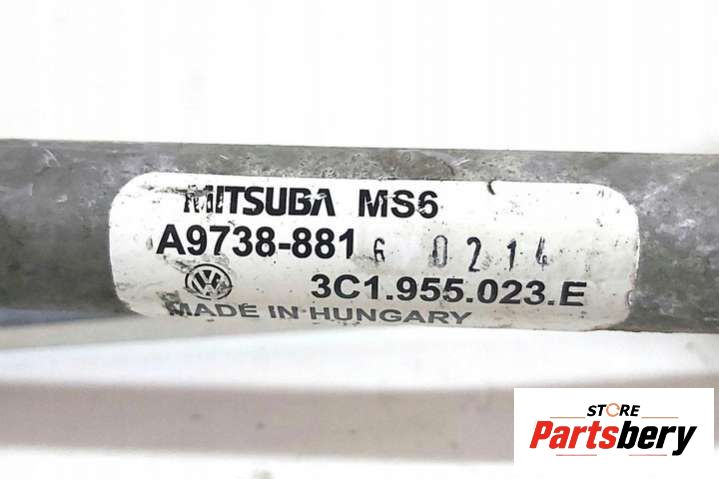 MITSUBA MS6
A9738-881 6 0214
3C1.955.023.E
MADE IN HUNGARY
STORE
Partsbery